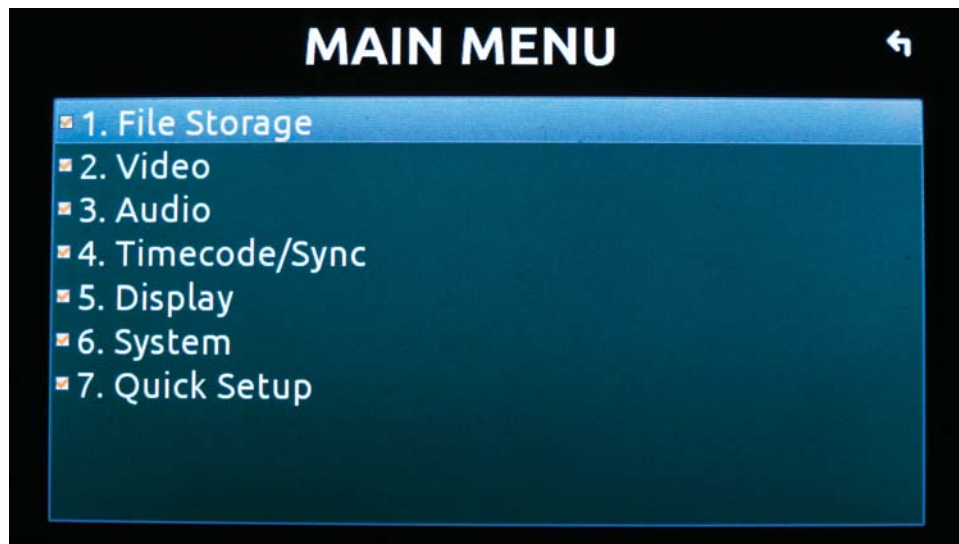 MAIN MENU
1. File Storage
2. Video
3. Audio
4. Timecode/Sync
5. Display
6. System
7. Quick Setup